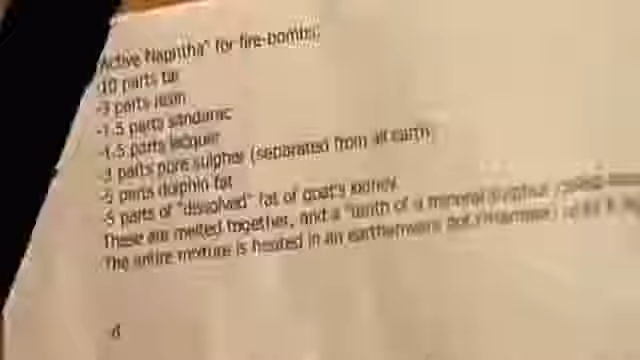 "Active Naphtha" for fire-bombs:
-10 parts tar
-3 parts resin
-1.5 parts sandarac
-1.5 parts lacquer
-3 parts pure sulpher (separated from all earth)
-5 parts dolphin fat
-5 parts of "dissolved" fat of goat's kidney
These are melted together, and a "tenth of a mineral sulphur called
The entire mixture is heated in an earthenware pot